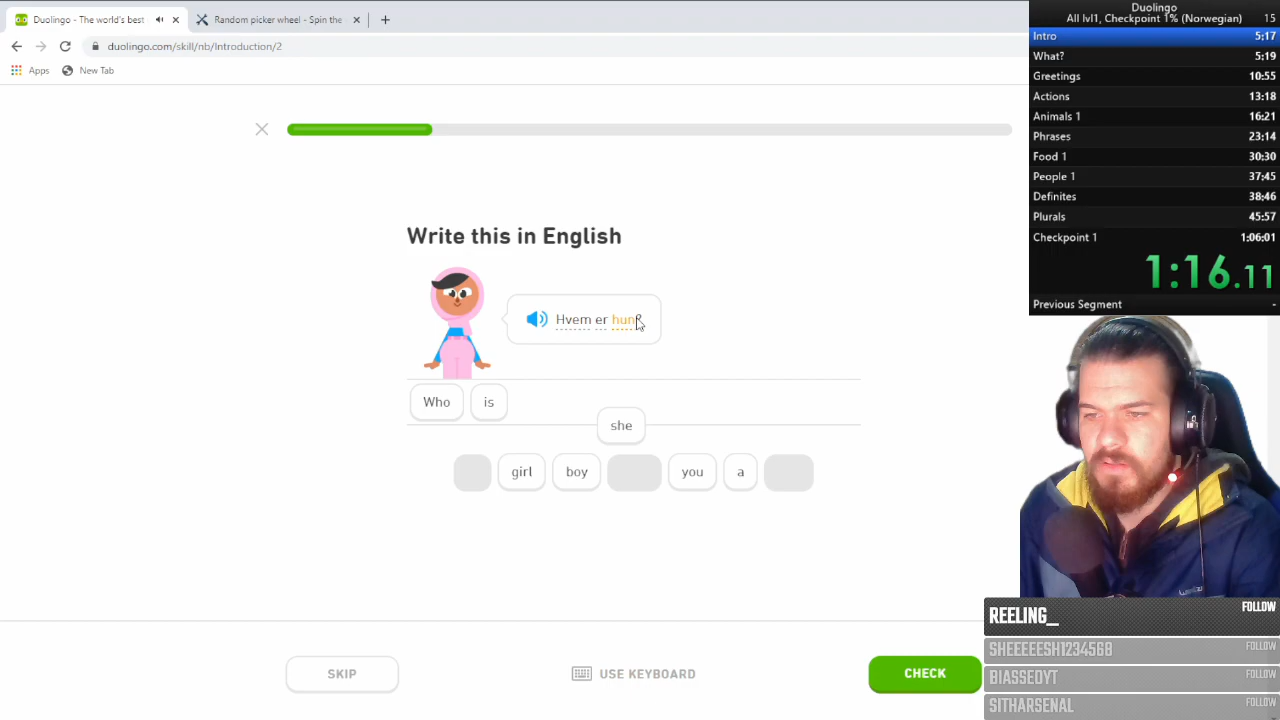 Duolingo - The world's best
Random picker wheel - Spin the
duolingo.com/skill/nb/Introduction/2
Apps
New Tab
Write this in English
Hvem er hun?
Who
is
she
girl
boy
you
a
SKIP
USE KEYBOARD
CHECK
Duolingo
All lvl1, Checkpoint 1% (Norwegian) 15
Intro 5:17
What? 5:19
Greetings 10:55
Actions 13:18
Animals 1 16:21
Phrases 23:14
Food 1 30:30
People 1 37:45
Definites 38:46
Plurals 45:57
Checkpoint 1 1:06:01
1:16.11
Previous Segment -
REELING_ FOLLOW
SHEEEEESH1234568 FOLLOW
BIASSEDYT FOLLOW
SITHARSENAL FOLLOW